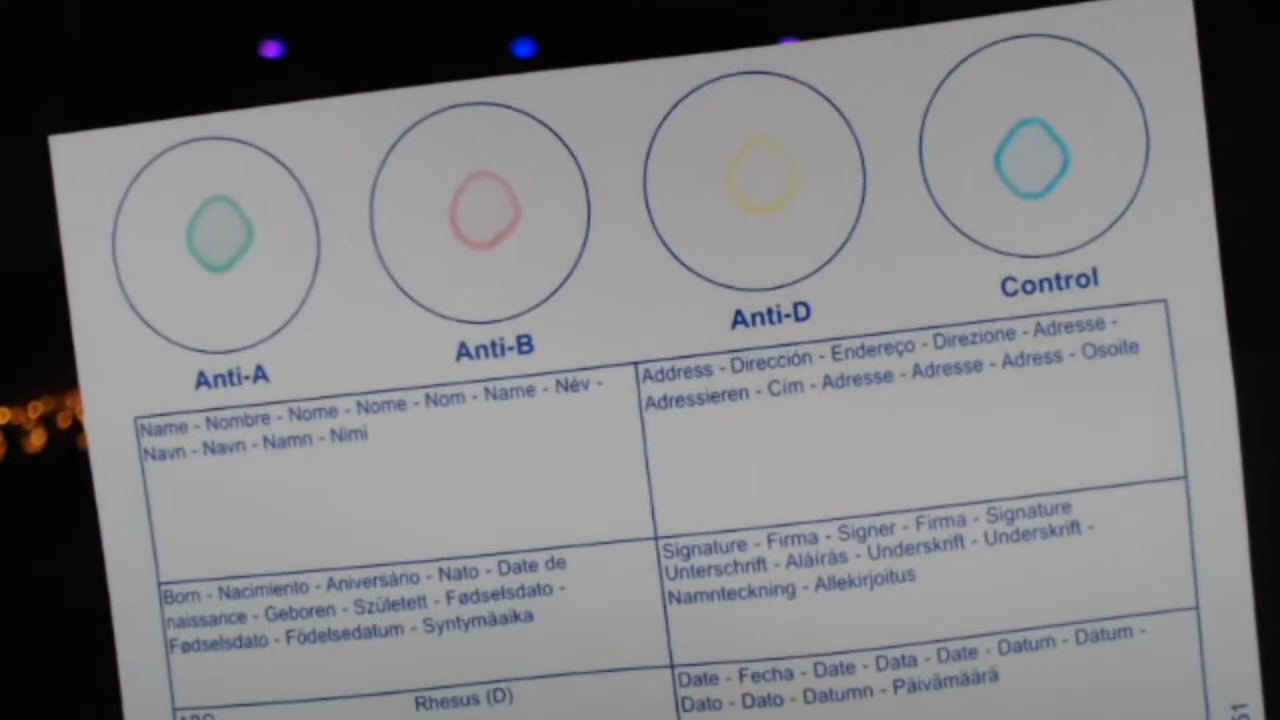 Anti-A
Anti-B
Anti-D
Control
Name - Nombre - Nome - Nome - Nom - Name - Név -
Navn - Navn - Namn - Nimi
Address - Dirección - Endereço - Direzione - Adresse -
Adressieren - Cím - Adresse - Adresse - Adress - Osoite
Born - Nacimiento - Aniversário - Nato - Date de
naissance - Geboren - Született - Fødselsdato -
Fødselsdato - Födelsedatum - Syntymäaika
Signature - Firma - Signer - Firma - Signature
Unterschrift - Aláírás - Underskrift - Underskrift -
Namnteckning - Allekirjoitus
Rhesus (D)
Date - Fecha - Date - Data - Date - Datum - Dátum -
Dato - Dato - Datumn - Päivämäärä
ABO